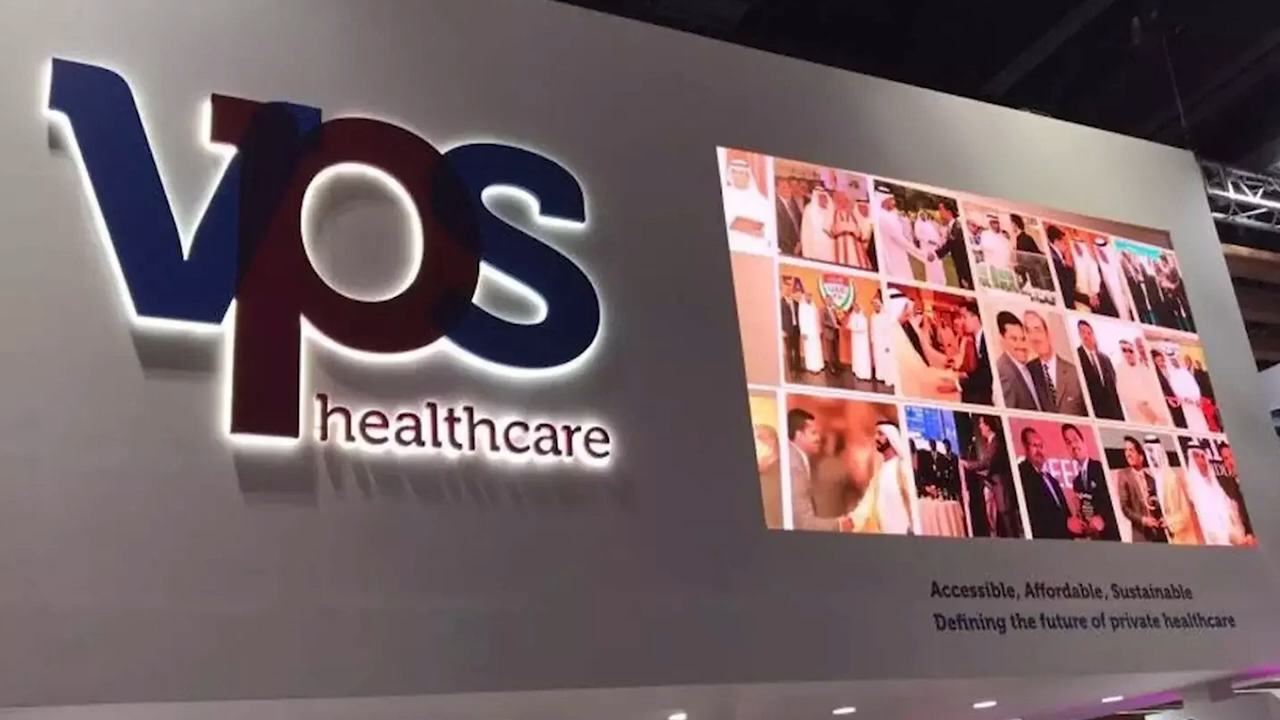 vps
healthcare
Accessible, Affordable, Sustainable
Defining the future of private healthcare